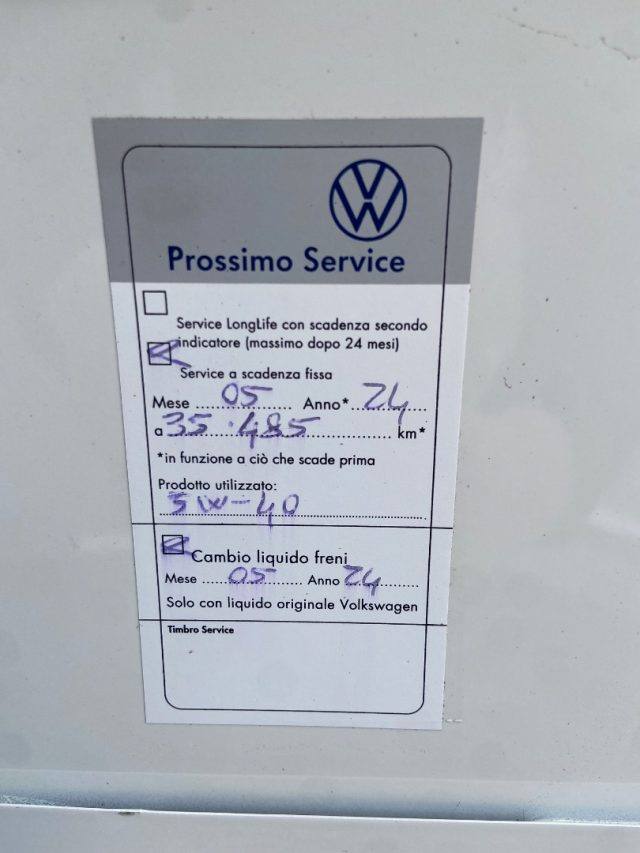 Prossimo Service
Service LongLife con scadenza secondo
indicatore (massimo dopo 24 mesi)
Service a scadenza fissa
Mese 05 Anno* 24
a 35.485 km*
*in funzione a ciò che scade prima
Prodotto utilizzato:
5W-40
Cambio liquido freni
Mese 05 Anno 24
Solo con liquido originale Volkswagen
Timbro Service